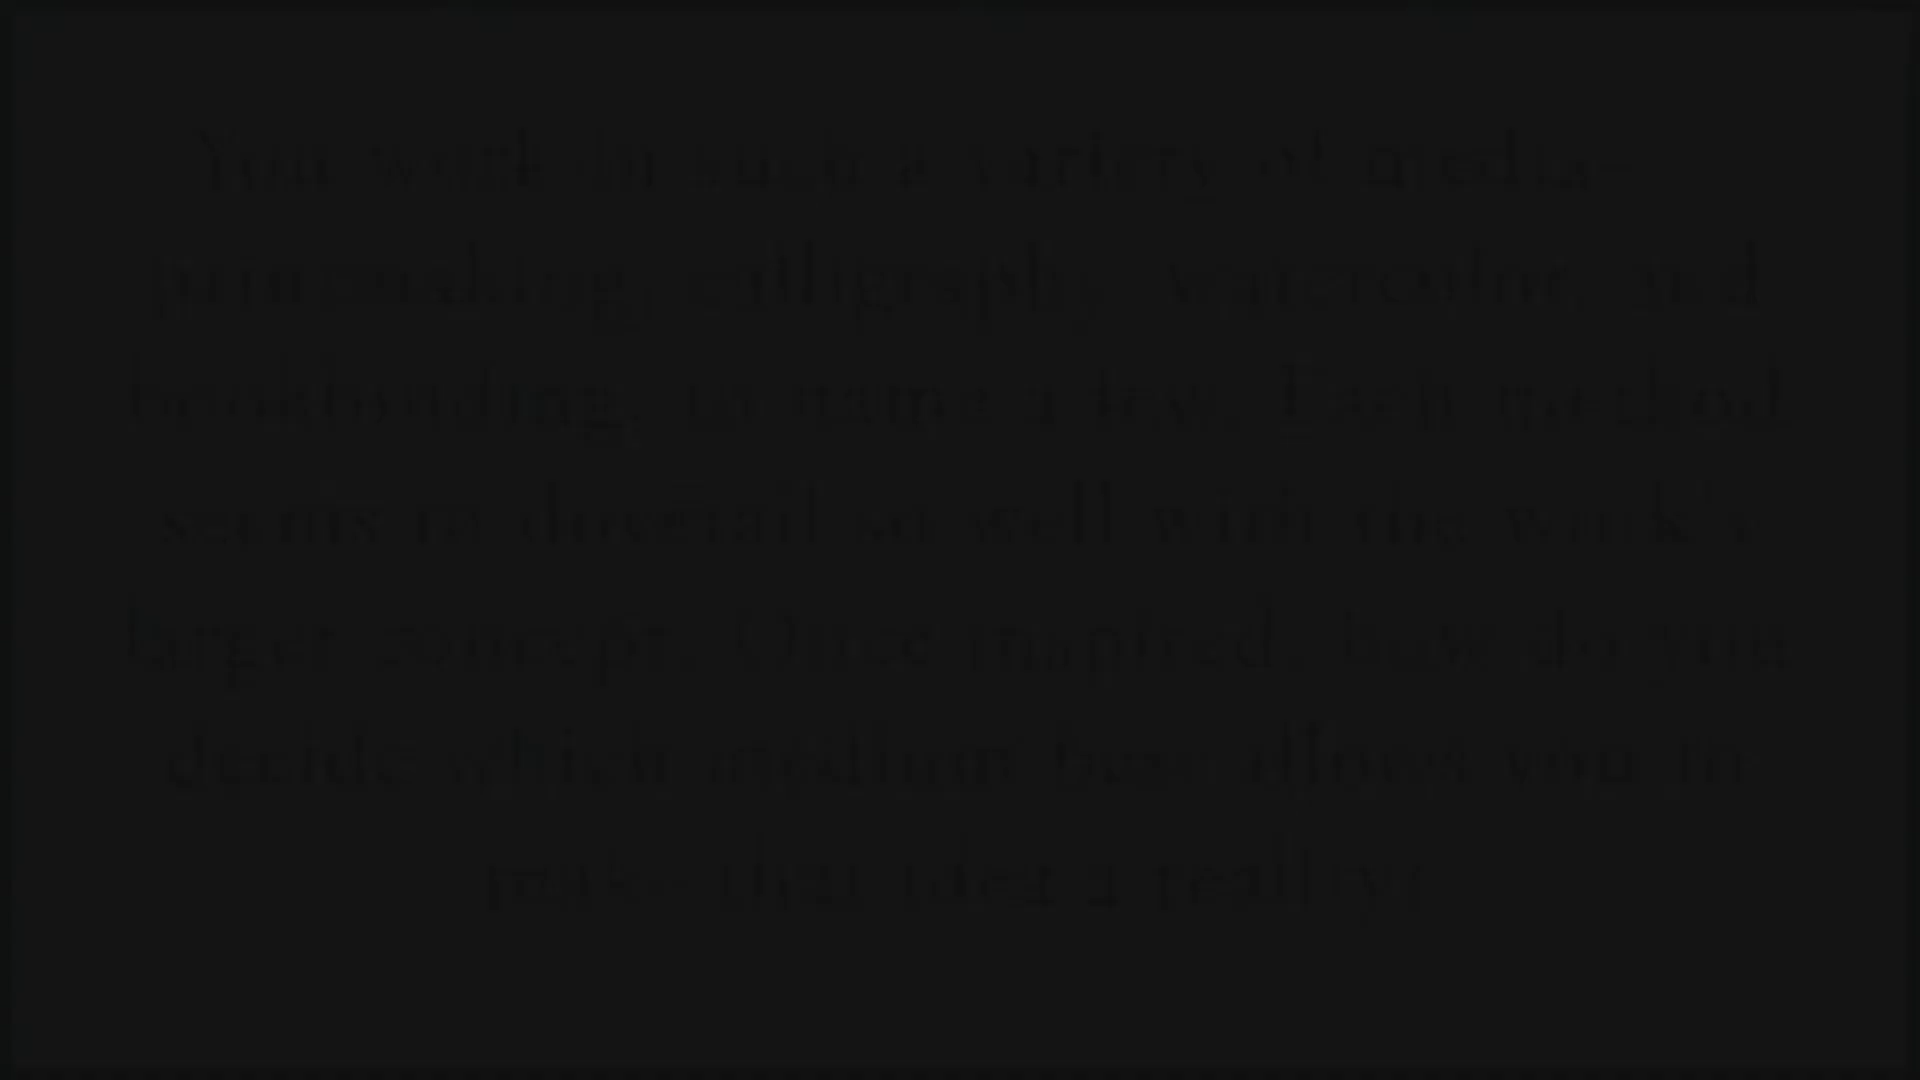 You work in such a variety of media-
printmaking, calligraphy, watercolor, and
bookbinding, to name a few. Each method
seems to dovetail so well with the work's
larger concept. Once inspired, how do you
decide which medium best allows you to
make that idea a reality?